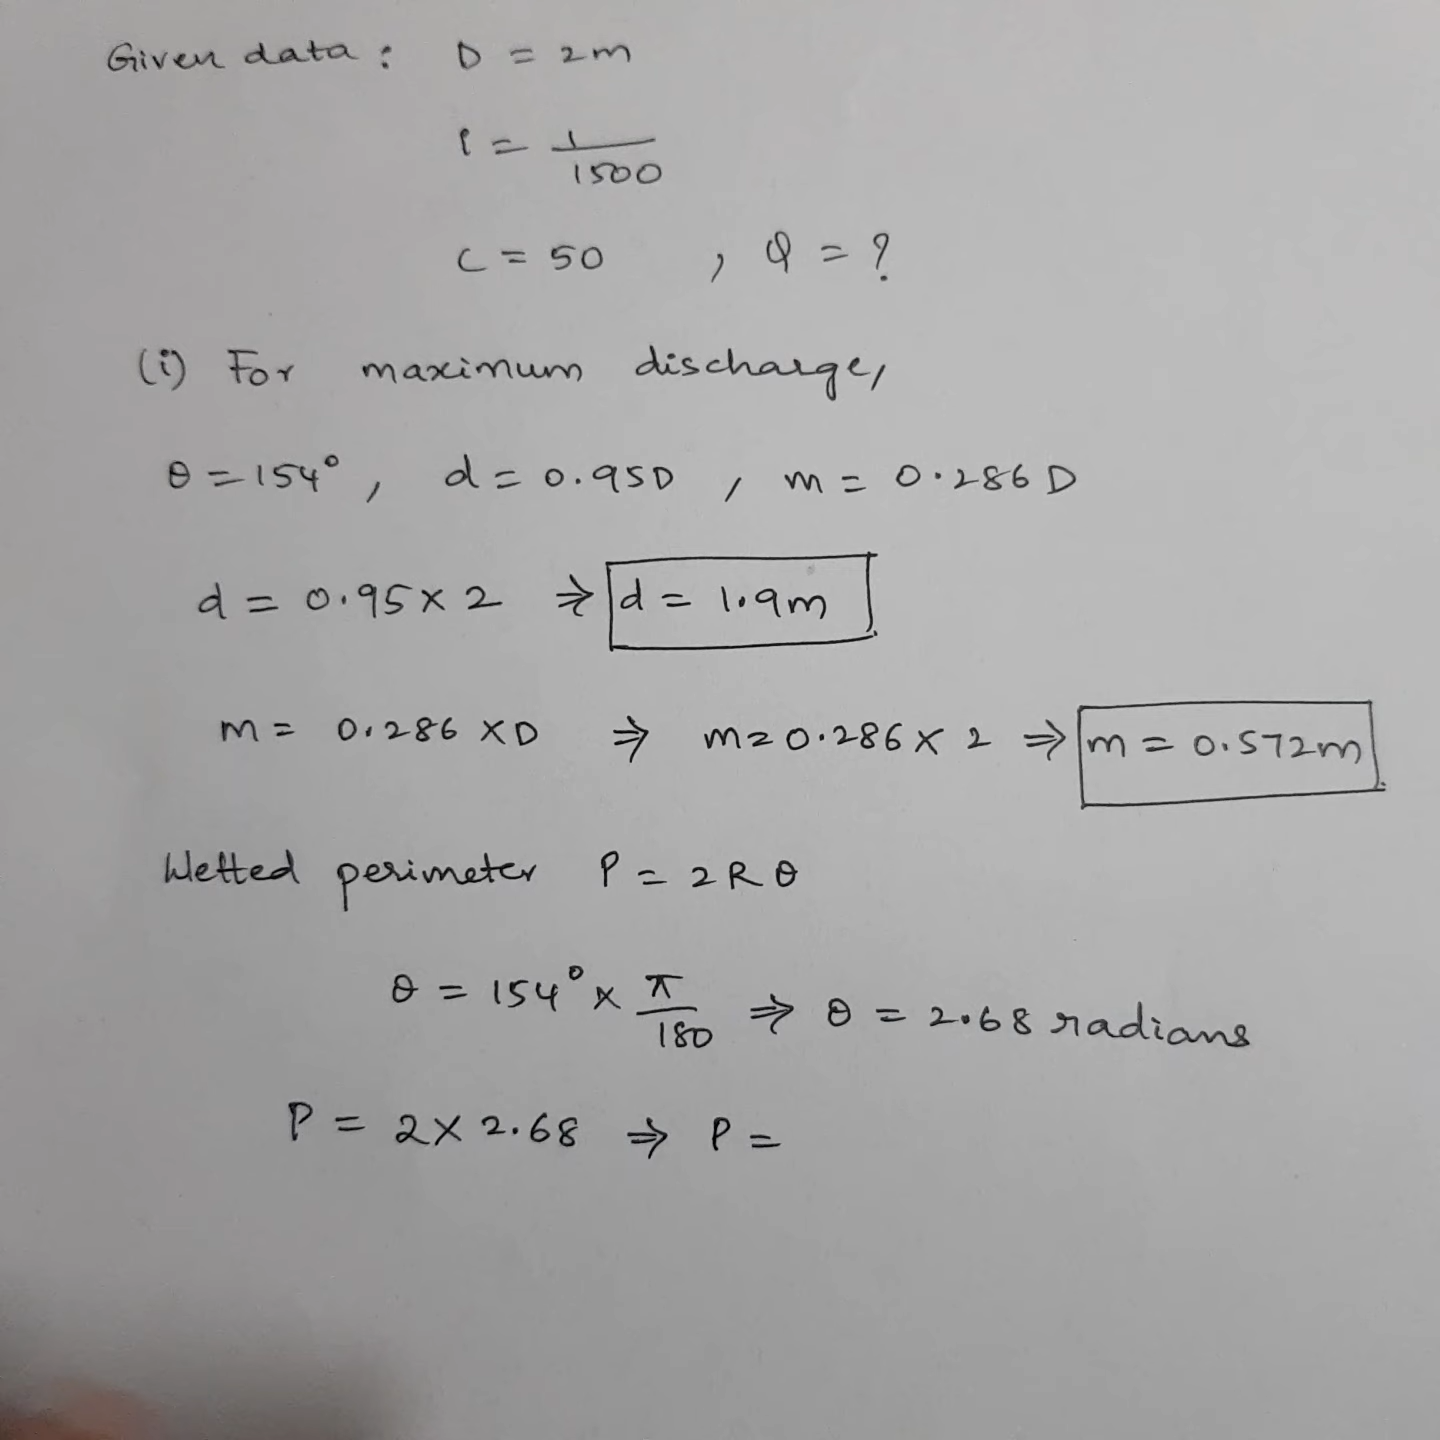 Given data : D = 2m
i = 1/1500
C = 50 , Q = ?
(i) For maximum discharge,
θ = 154° , d = 0.95D , m = 0.286 D
d = 0.95 × 2 ⇒ d = 1.9m
m = 0.286 × D ⇒ m = 0.286 × 2 ⇒ m = 0.572m
Wetted perimeter P = 2Rθ
θ = 154° × π/180 ⇒ θ = 2.68 radians
P = 2 × 2.68 ⇒ P =